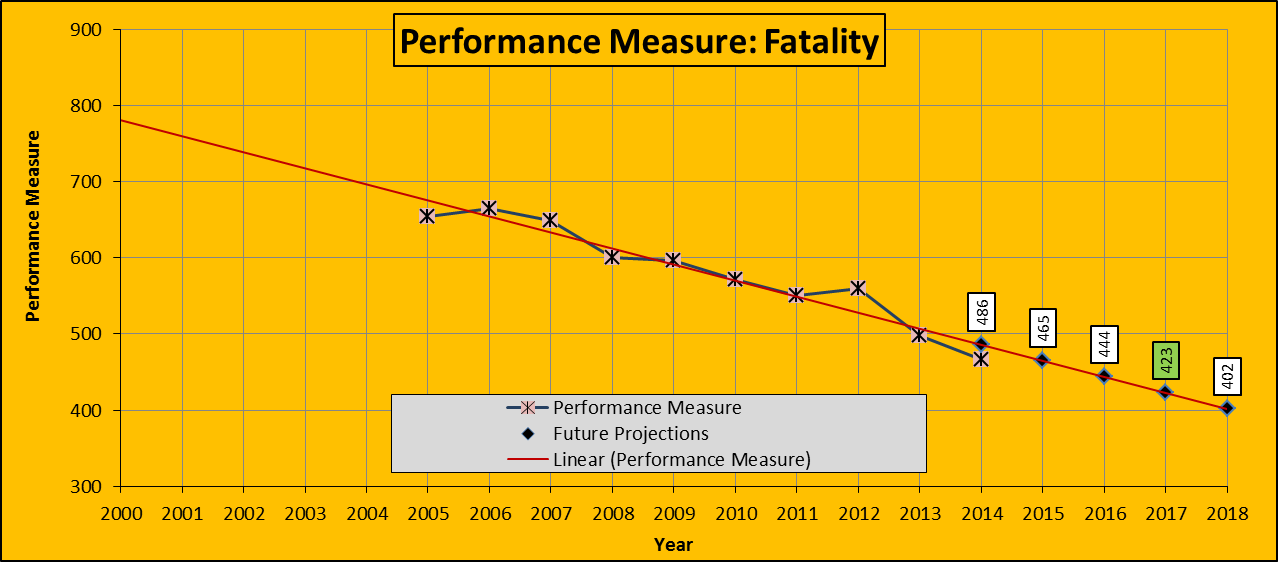 Performance Measure: Fatality
900
800
700
600
500
400
300
Performance Measure
486
465
444
423
402
Performance Measure
Future Projections
Linear (Performance Measure)
2000 2001 2002 2003 2004 2005 2006 2007 2008 2009 2010 2011 2012 2013 2014 2015 2016 2017 2018
Year